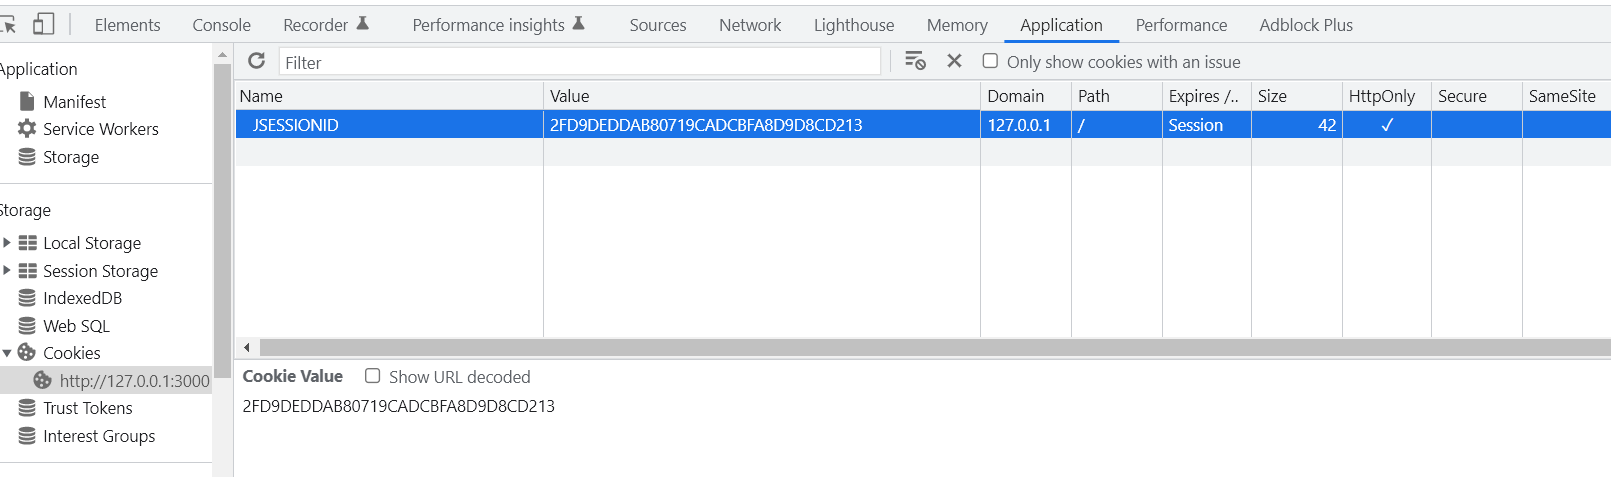 Elements Console Recorder Performance insights Sources Network Lighthouse Memory Application Performance Adblock Plus
Application
Filter
Only show cookies with an issue
Manifest
Service Workers
Storage
Storage
Local Storage
Session Storage
IndexedDB
Web SQL
Cookies
http://127.0.0.1:3000
Trust Tokens
Interest Groups
Name Value Domain Path Expires /.. Size HttpOnly Secure SameSite
JSESSIONID 2FD9DEDDAB80719CADCBFA8D9D8CD213 127.0.0.1 / Session 42 ✓
Cookie Value Show URL decoded
2FD9DEDDAB80719CADCBFA8D9D8CD213